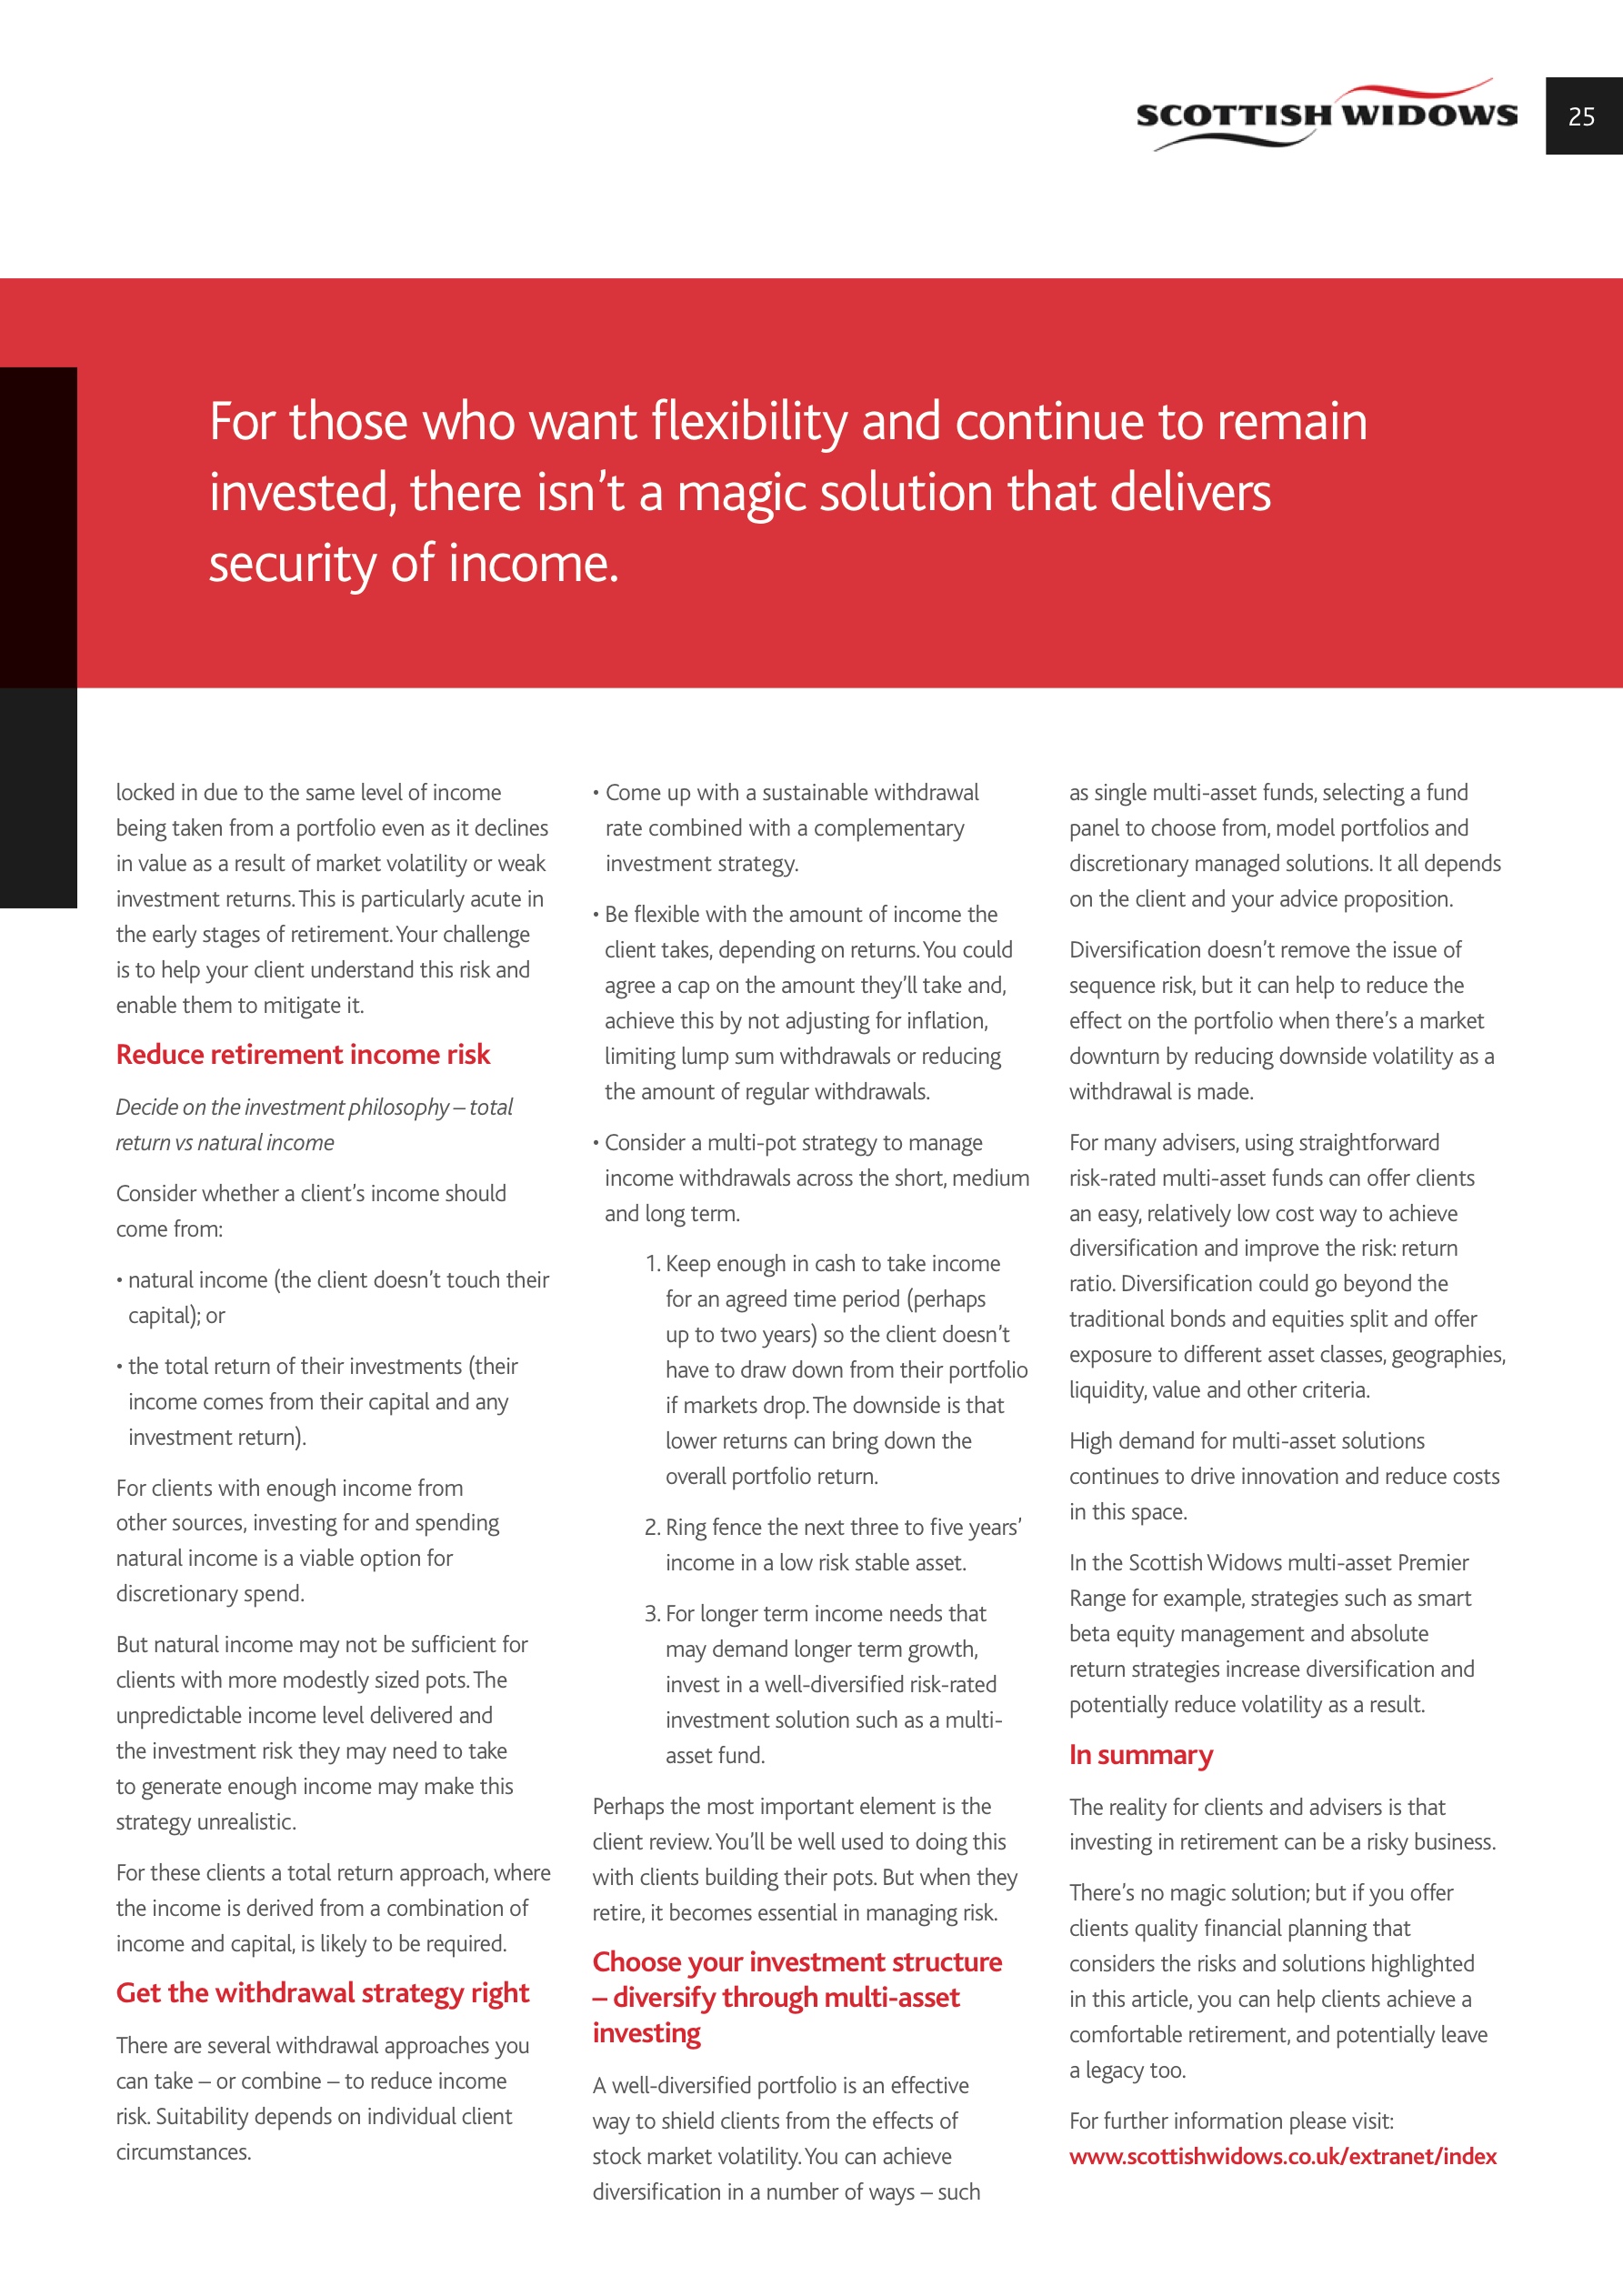 SCOTTISH WIDOWS
25
For those who want flexibility and continue to remain
invested, there isn't a magic solution that delivers
security of income.
locked in due to the same level of income
being taken from a portfolio even as it declines
in value as a result of market volatility or weak
investment returns. This is particularly acute in
the early stages of retirement. Your challenge
is to help your client understand this risk and
enable them to mitigate it.
Reduce retirement income risk
Decide on the investment philosophy – total
return vs natural income
Consider whether a client's income should
come from:
• natural income (the client doesn't touch their
capital); or
• the total return of their investments (their
income comes from their capital and any
investment return).
For clients with enough income from
other sources, investing for and spending
natural income is a viable option for
discretionary spend.
But natural income may not be sufficient for
clients with more modestly sized pots. The
unpredictable income level delivered and
the investment risk they may need to take
to generate enough income may make this
strategy unrealistic.
For these clients a total return approach, where
the income is derived from a combination of
income and capital, is likely to be required.
Get the withdrawal strategy right
There are several withdrawal approaches you
can take – or combine – to reduce income
risk. Suitability depends on individual client
circumstances.
• Come up with a sustainable withdrawal
rate combined with a complementary
investment strategy.
• Be flexible with the amount of income the
client takes, depending on returns. You could
agree a cap on the amount they'll take and,
achieve this by not adjusting for inflation,
limiting lump sum withdrawals or reducing
the amount of regular withdrawals.
• Consider a multi-pot strategy to manage
income withdrawals across the short, medium
and long term.
1. Keep enough in cash to take income
for an agreed time period (perhaps
up to two years) so the client doesn't
have to draw down from their portfolio
if markets drop. The downside is that
lower returns can bring down the
overall portfolio return.
2. Ring fence the next three to five years'
income in a low risk stable asset.
3. For longer term income needs that
may demand longer term growth,
invest in a well-diversified risk-rated
investment solution such as a multi-
asset fund.
Perhaps the most important element is the
client review. You'll be well used to doing this
with clients building their pots. But when they
retire, it becomes essential in managing risk.
Choose your investment structure
– diversify through multi-asset
investing
A well-diversified portfolio is an effective
way to shield clients from the effects of
stock market volatility. You can achieve
diversification in a number of ways – such
as single multi-asset funds, selecting a fund
panel to choose from, model portfolios and
discretionary managed solutions. It all depends
on the client and your advice proposition.
Diversification doesn't remove the issue of
sequence risk, but it can help to reduce the
effect on the portfolio when there's a market
downturn by reducing downside volatility as a
withdrawal is made.
For many advisers, using straightforward
risk-rated multi-asset funds can offer clients
an easy, relatively low cost way to achieve
diversification and improve the risk: return
ratio. Diversification could go beyond the
traditional bonds and equities split and offer
exposure to different asset classes, geographies,
liquidity, value and other criteria.
High demand for multi-asset solutions
continues to drive innovation and reduce costs
in this space.
In the Scottish Widows multi-asset Premier
Range for example, strategies such as smart
beta equity management and absolute
return strategies increase diversification and
potentially reduce volatility as a result.
In summary
The reality for clients and advisers is that
investing in retirement can be a risky business.
There's no magic solution; but if you offer
clients quality financial planning that
considers the risks and solutions highlighted
in this article, you can help clients achieve a
comfortable retirement, and potentially leave
a legacy too.
For further information please visit:
www.scottishwidows.co.uk/extranet/index